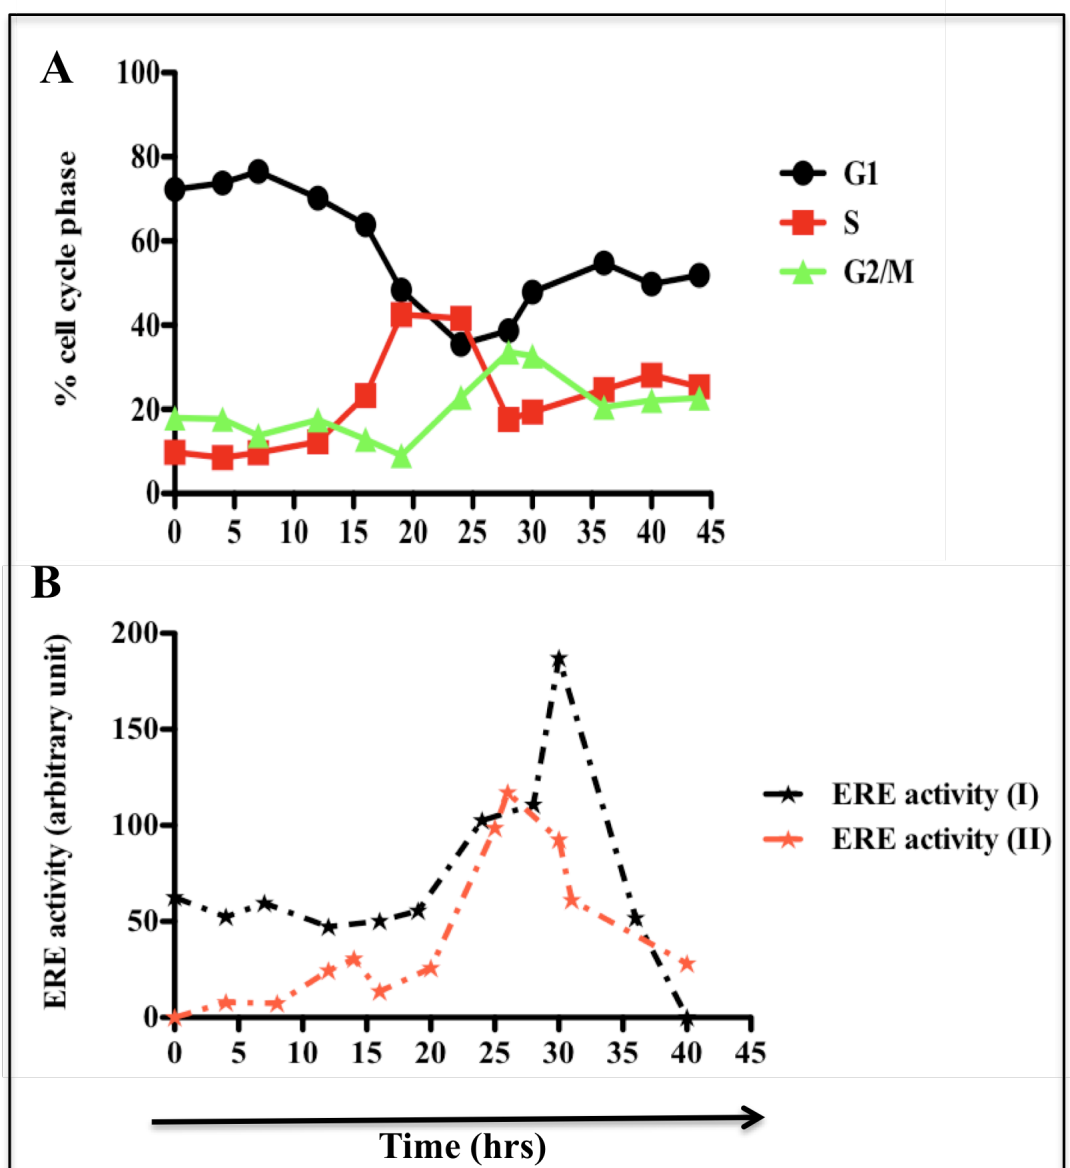 A
% cell cycle phase
100
80
60
40
20
0
0 5 10 15 20 25 30 35 40 45
G1
S
G2/M
B
ERE activity (arbitrary unit)
200
150
100
50
0
0 5 10 15 20 25 30 35 40 45
ERE activity (I)
ERE activity (II)
Time (hrs)